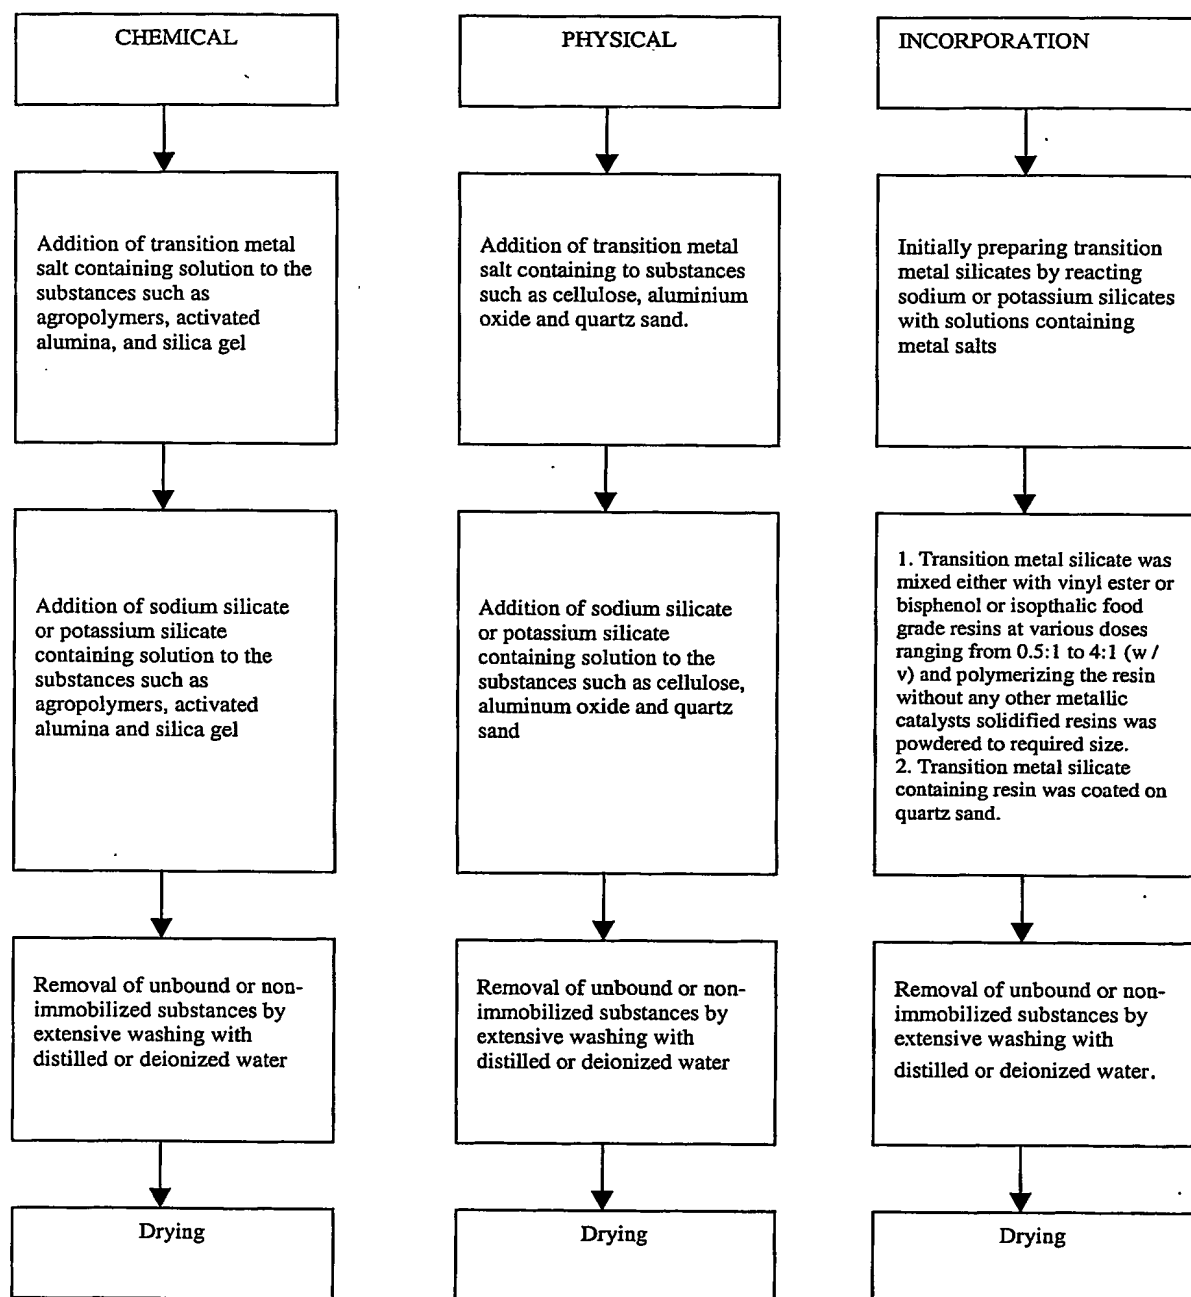 CHEMICAL
Addition of transition metal
salt containing solution to the
substances such as
agropolymers, activated
alumina, and silica gel
Addition of sodium silicate
or potassium silicate
containing solution to the
substances such as
agropolymers, activated
alumina and silica gel
Removal of unbound or non-
immobilized substances by
extensive washing with
distilled or deionized water
Drying
PHYSICAL
Addition of transition metal
salt containing to substances
such as cellulose, aluminium
oxide and quartz sand.
Addition of sodium silicate
or potassium silicate
containing solution to the
substances such as cellulose,
aluminum oxide and quartz
sand
Removal of unbound or non-
immobilized substances by
extensive washing with
distilled or deionized water
Drying
INCORPORATION
Initially preparing transition
metal silicates by reacting
sodium or potassium silicates
with solutions containing
metal salts
1. Transition metal silicate was
mixed either with vinyl ester or
bisphenol or isopthalic food
grade resins at various doses
ranging from 0.5:1 to 4:1 (w /
v) and polymerizing the resin
without any other metallic
catalysts solidified resins was
powdered to required size.
2. Transition metal silicate
containing resin was coated on
quartz sand.
Removal of unbound or non-
immobilized substances by
extensive washing with
distilled or deionized water.
Drying